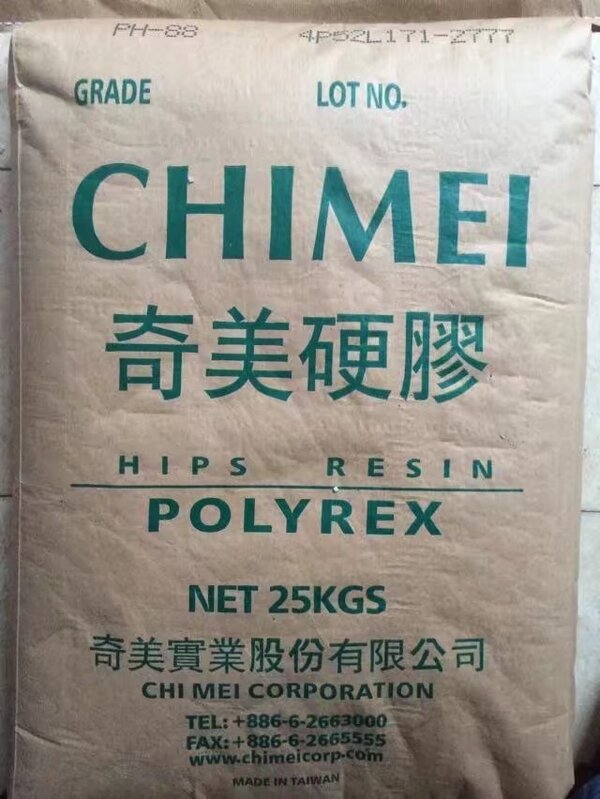 PH-88 4P52L171-2777
GRADE LOT NO.
CHIMEI
奇美硬膠
HIPS RESIN
POLYREX
NET 25KGS
奇美實業股份有限公司
CHI MEI CORPORATION
TEL: +886-6-2663000
FAX: +886-6-2665555
www.chimeicorp.com
MADE IN TAIWAN